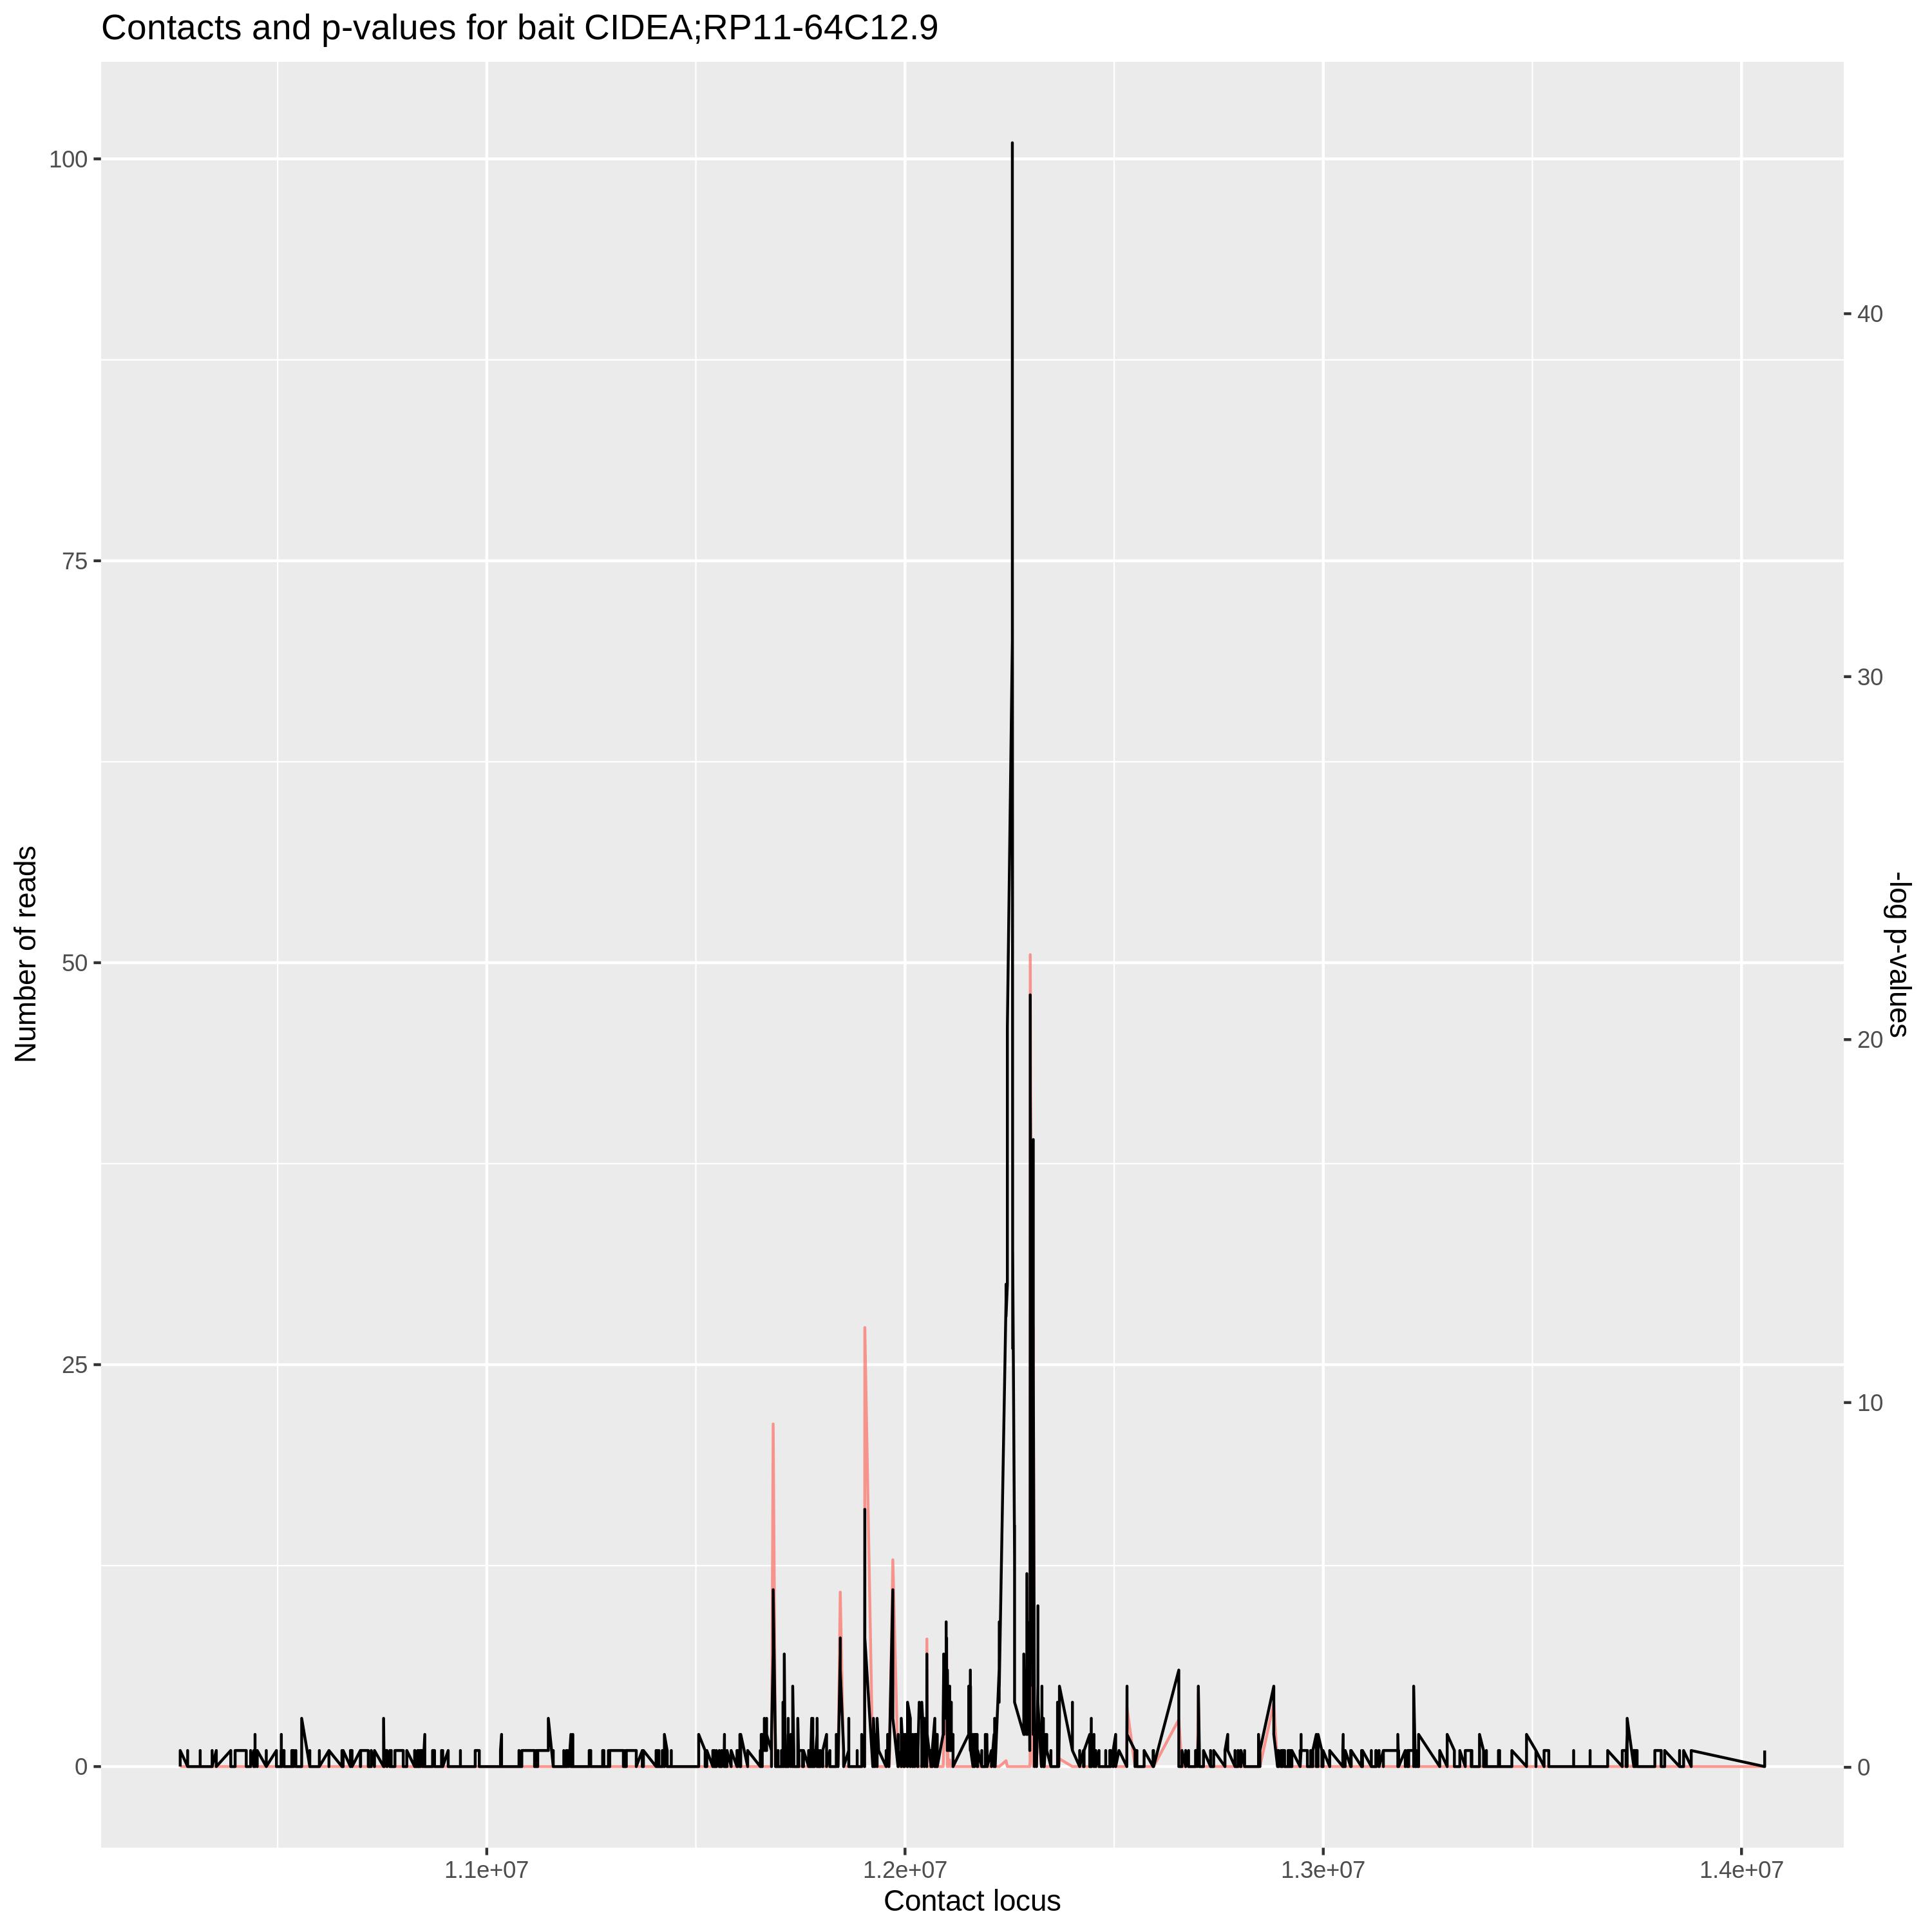 Contacts and p-values for bait CIDEA;RP11-64C12.9
100
75
50
25
0
Number of reads
40
30
20
10
0
-log p-values
1.1e+07
1.2e+07
1.3e+07
1.4e+07
Contact locus